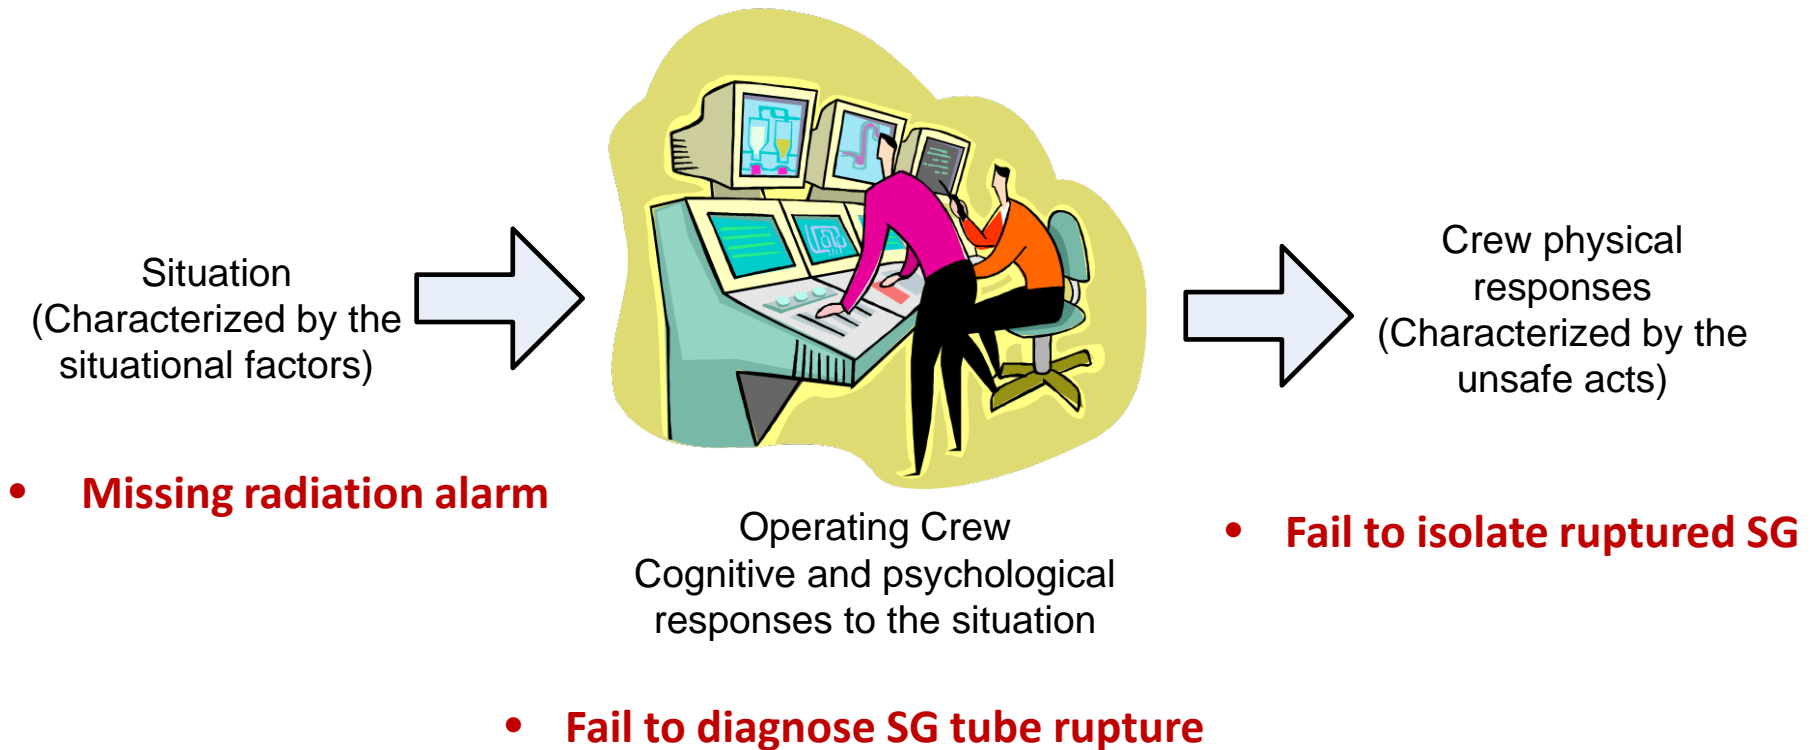 Situation
(Characterized by the
situational factors)
• Missing radiation alarm
Operating Crew
Cognitive and psychological
responses to the situation
• Fail to diagnose SG tube rupture
Crew physical
responses
(Characterized by the
unsafe acts)
• Fail to isolate ruptured SG